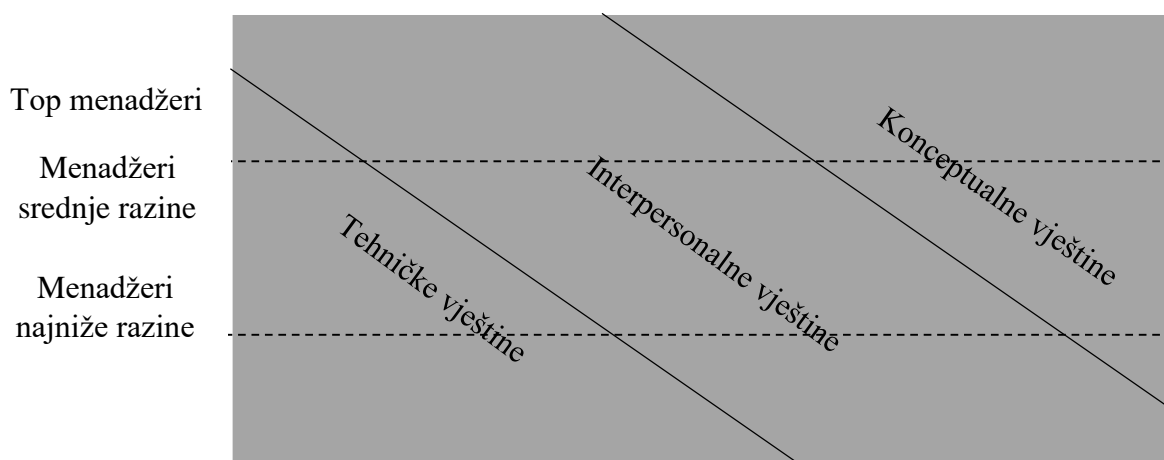 Top menadžeri
Menadžeri
srednje razine
Menadžeri
najniže razine
Tehničke vještine
Interpersonalne vještine
Konceptualne vještine